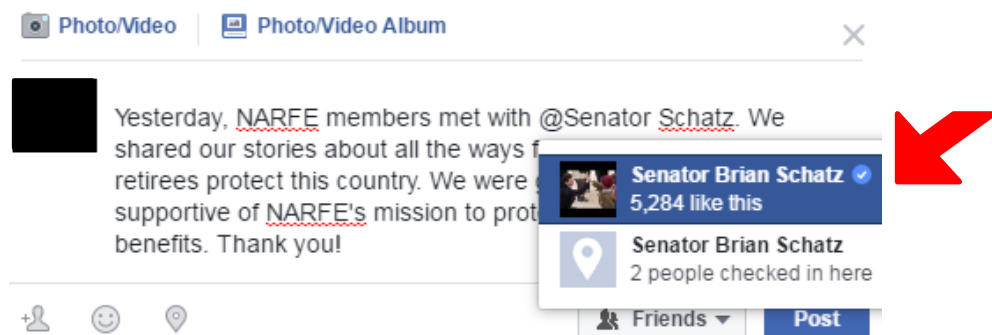 Photo/Video Photo/Video Album
Yesterday, NARFE members met with @Senator Schatz. We
shared our stories about all the ways f
retirees protect this country. We were
supportive of NARFE's mission to prot
benefits. Thank you!
Senator Brian Schatz
5,284 like this
Senator Brian Schatz
2 people checked in here
Friends Post